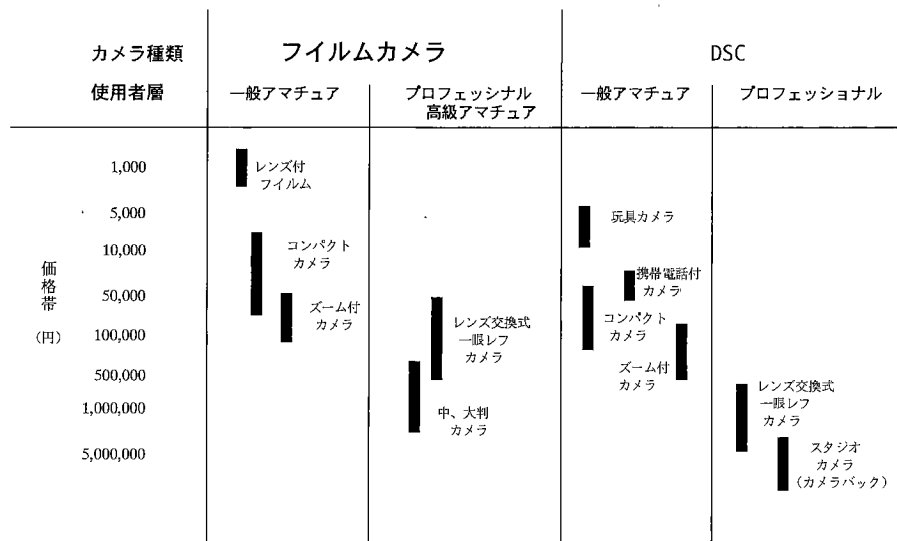 カメラ種類
フイルムカメラ
DSC
使用者層
一般アマチュア
プロフェッシナル
高級アマチュア
一般アマチュア
プロフェッショナル
価格帯
(円)
1,000
5,000
10,000
50,000
100,000
500,000
1,000,000
5,000,000
レンズ付
フイルム
コンパクト
カメラ
ズーム付
カメラ
レンズ交換式
一眼レフ
カメラ
中、大判
カメラ
玩具カメラ
携帯電話付
カメラ
コンパクト
カメラ
ズーム付
カメラ
レンズ交換式
一眼レフ
カメラ
スタジオ
カメラ
(カメラバック)